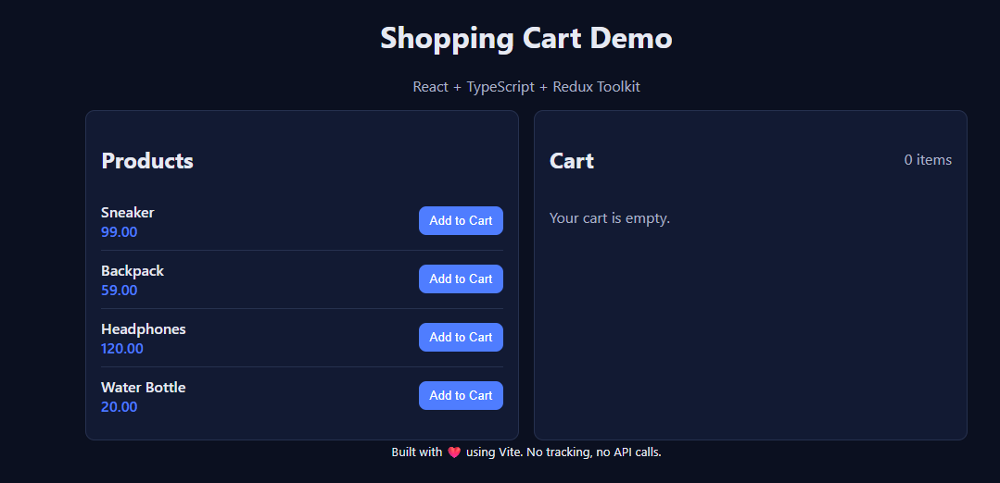 Shopping Cart Demo
React + TypeScript + Redux Toolkit
Products
Sneaker
99.00
Add to Cart
Backpack
59.00
Add to Cart
Headphones
120.00
Add to Cart
Water Bottle
20.00
Add to Cart
Cart
0 items
Your cart is empty.
Built with ❤️ using Vite. No tracking, no API calls.